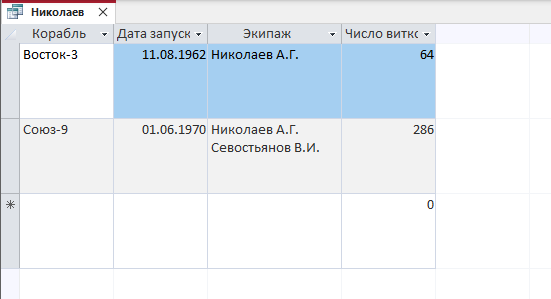 Николаев
Корабль Дата запуск Экипаж Число витко
Восток-3 11.08.1962 Николаев А.Г. 64
Союз-9 01.06.1970 Николаев А.Г. 286
Севостьянов В.И.
0